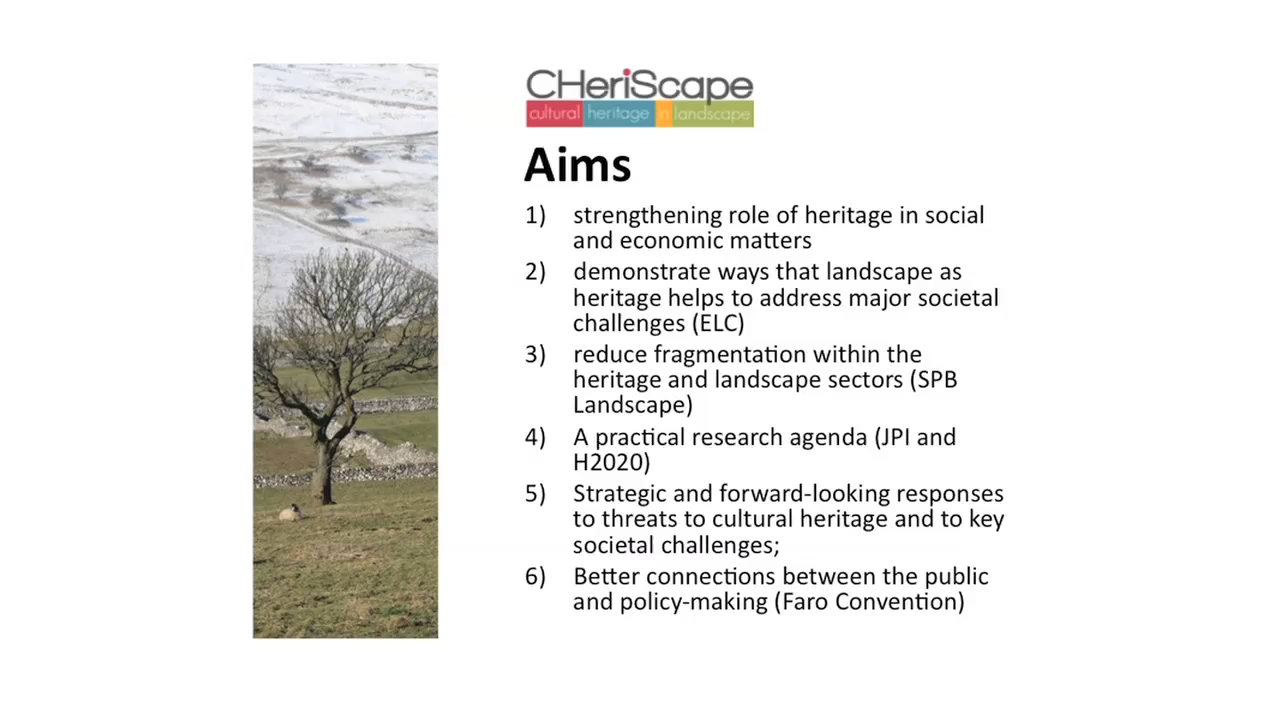 CHeriScape
cultural heritage in landscape
Aims
1) strengthening role of heritage in social
and economic matters
2) demonstrate ways that landscape as
heritage helps to address major societal
challenges (ELC)
3) reduce fragmentation within the
heritage and landscape sectors (SPB
Landscape)
4) A practical research agenda (JPI and
H2020)
5) Strategic and forward-looking responses
to threats to cultural heritage and to key
societal challenges;
6) Better connections between the public
and policy-making (Faro Convention)